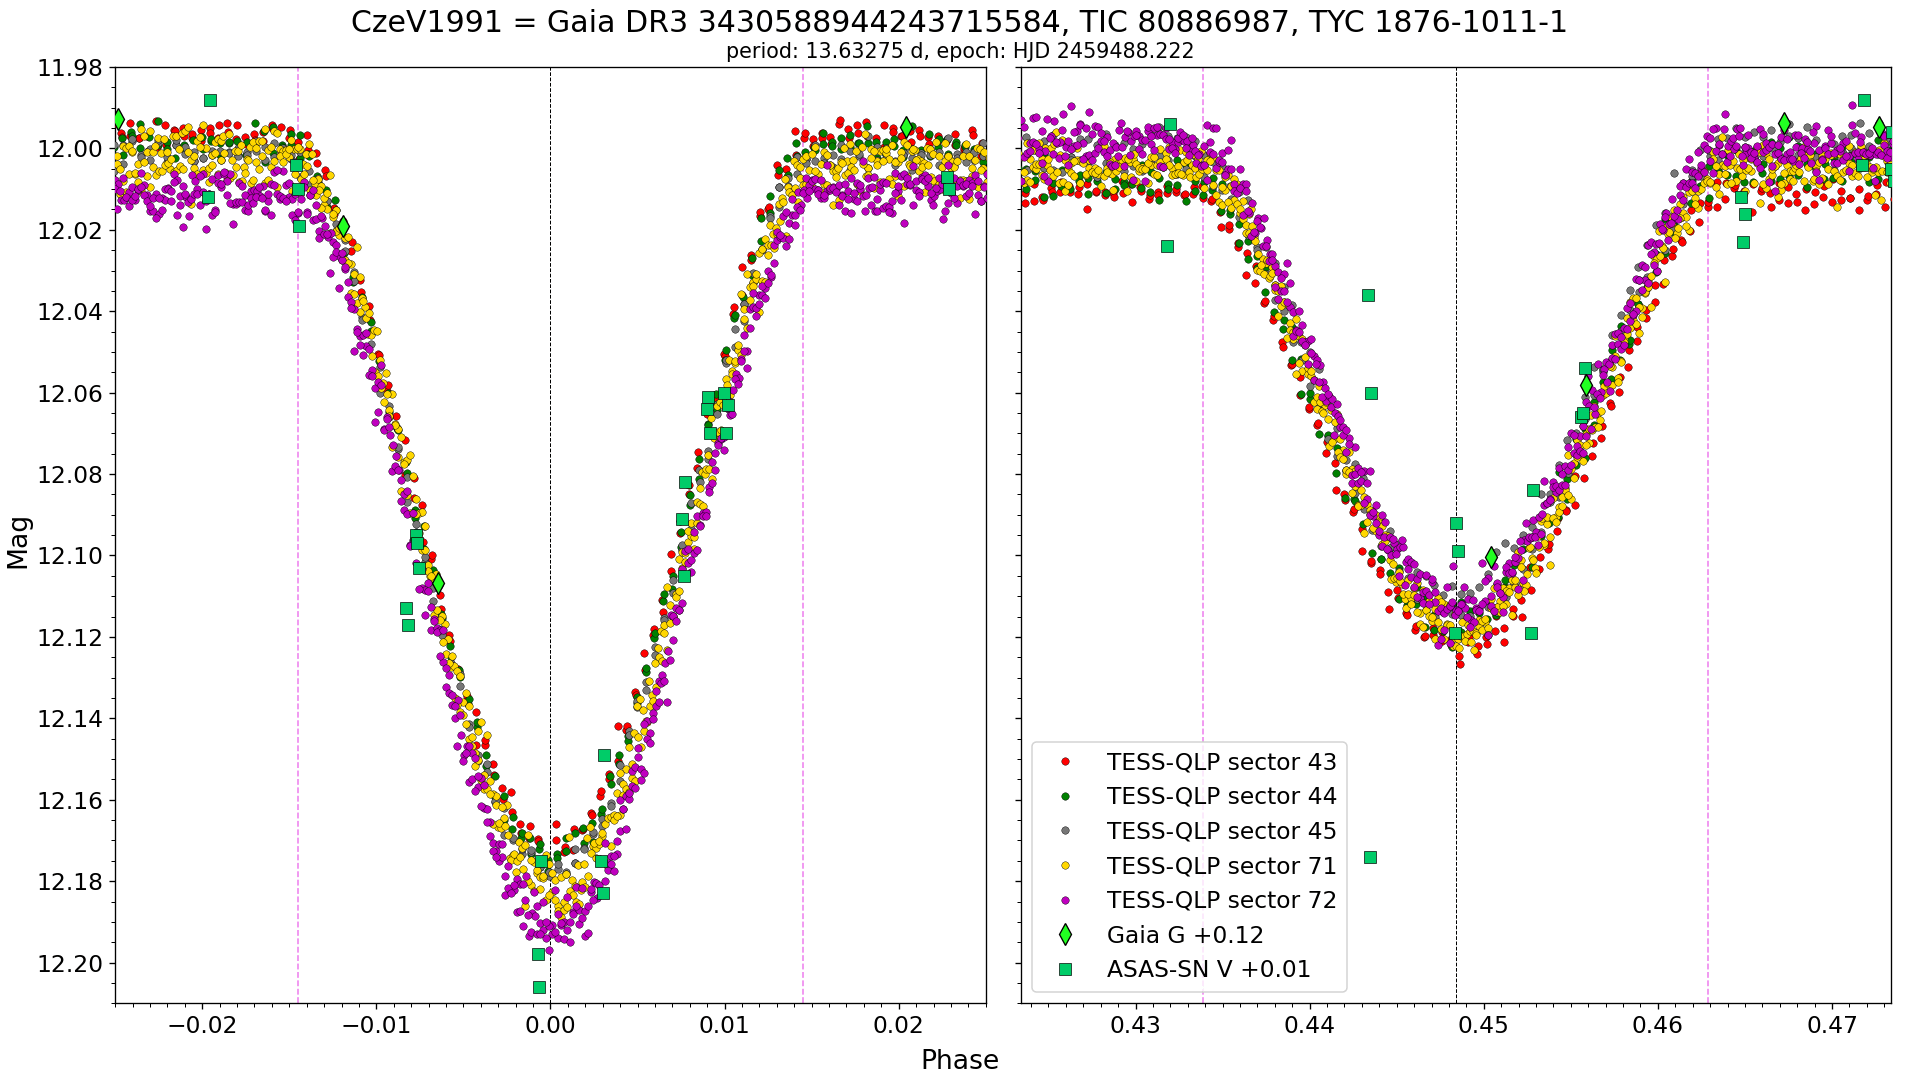 CzeV1991 = Gaia DR3 3430588944243715584, TIC 80886987, TYC 1876-1011-1
period: 13.63275 d, epoch: HJD 2459488.222
Mag
11.98
12.00
12.02
12.04
12.06
12.08
12.10
12.12
12.14
12.16
12.18
12.20
TESS-QLP sector 43
TESS-QLP sector 44
TESS-QLP sector 45
TESS-QLP sector 71
TESS-QLP sector 72
Gaia G +0.12
ASAS-SN V +0.01
−0.02 −0.01 0.00 0.01 0.02 0.43 0.44 0.45 0.46 0.47
Phase